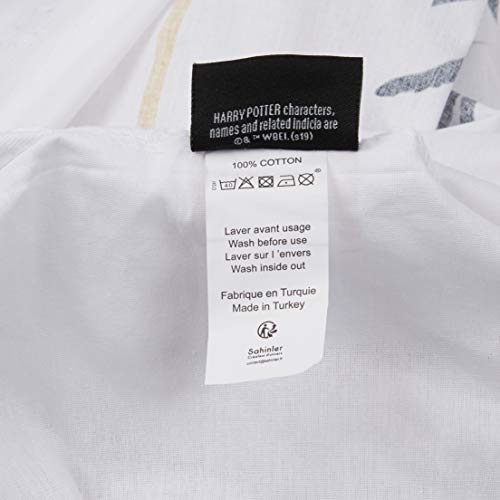 HARRY POTTER characters,
names and related indicia are
©& ™ WBEI. (s19)
100% COTTON
40
Laver avant usage
Wash before use
Laver sur l 'envers
Wash inside out
Fabrique en Turquie
Made in Turkey
Sahinler